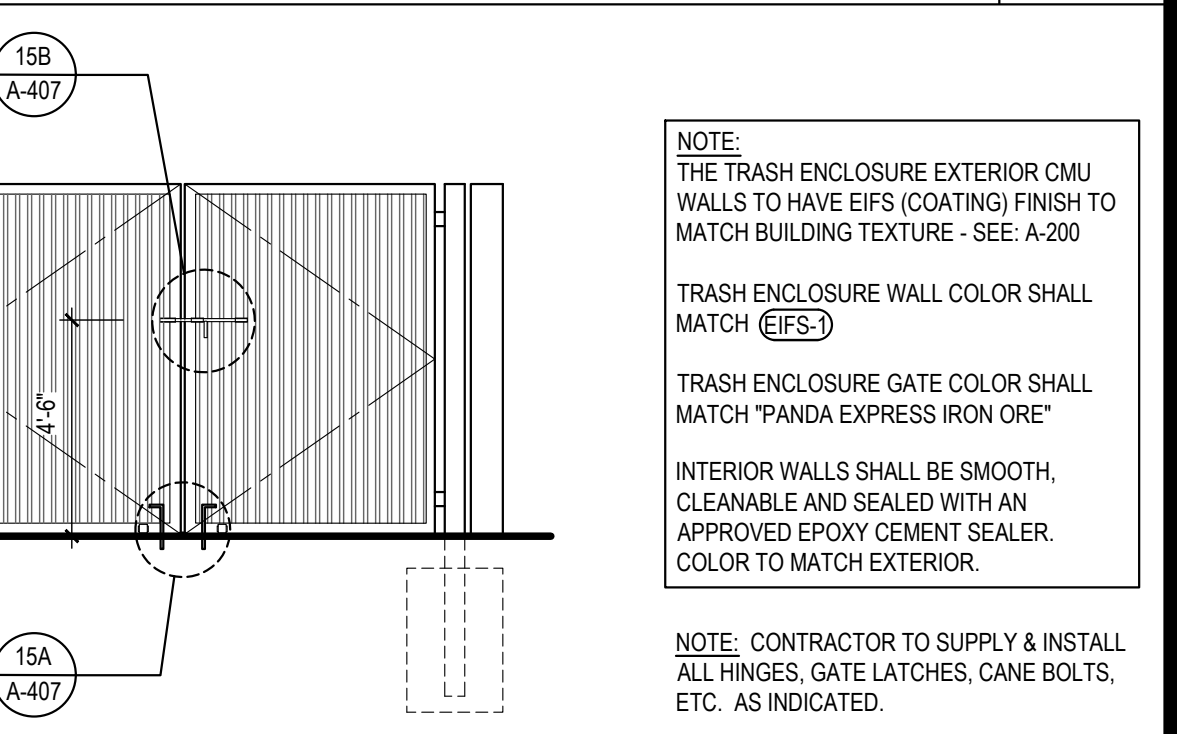 15B
A-407
4'-6"
15A
A-407
NOTE:
THE TRASH ENCLOSURE EXTERIOR CMU
WALLS TO HAVE EIFS (COATING) FINISH TO
MATCH BUILDING TEXTURE - SEE: A-200
TRASH ENCLOSURE WALL COLOR SHALL
MATCH EIFS-1
TRASH ENCLOSURE GATE COLOR SHALL
MATCH "PANDA EXPRESS IRON ORE"
INTERIOR WALLS SHALL BE SMOOTH,
CLEANABLE AND SEALED WITH AN
APPROVED EPOXY CEMENT SEALER.
COLOR TO MATCH EXTERIOR.
NOTE: CONTRACTOR TO SUPPLY & INSTALL
ALL HINGES, GATE LATCHES, CANE BOLTS,
ETC. AS INDICATED.